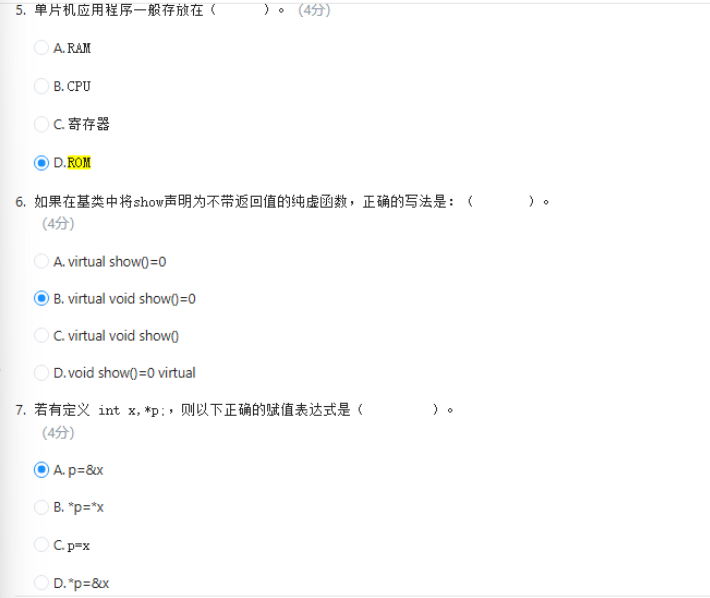 5. 单片机应用程序一般存放在（　　　）。 (4分)
A. RAM
B. CPU
C. 寄存器
D. ROM
6. 如果在基类中将show声明为不带返回值的纯虚函数，正确的写法是：（　　　）。
(4分)
A. virtual show()=0
B. virtual void show()=0
C. virtual void show()
D. void show()=0 virtual
7. 若有定义 int x,*p;，则以下正确的赋值表达式是（　　　）。
(4分)
A. p=&x
B. *p=*x
C. p=x
D. *p=&x